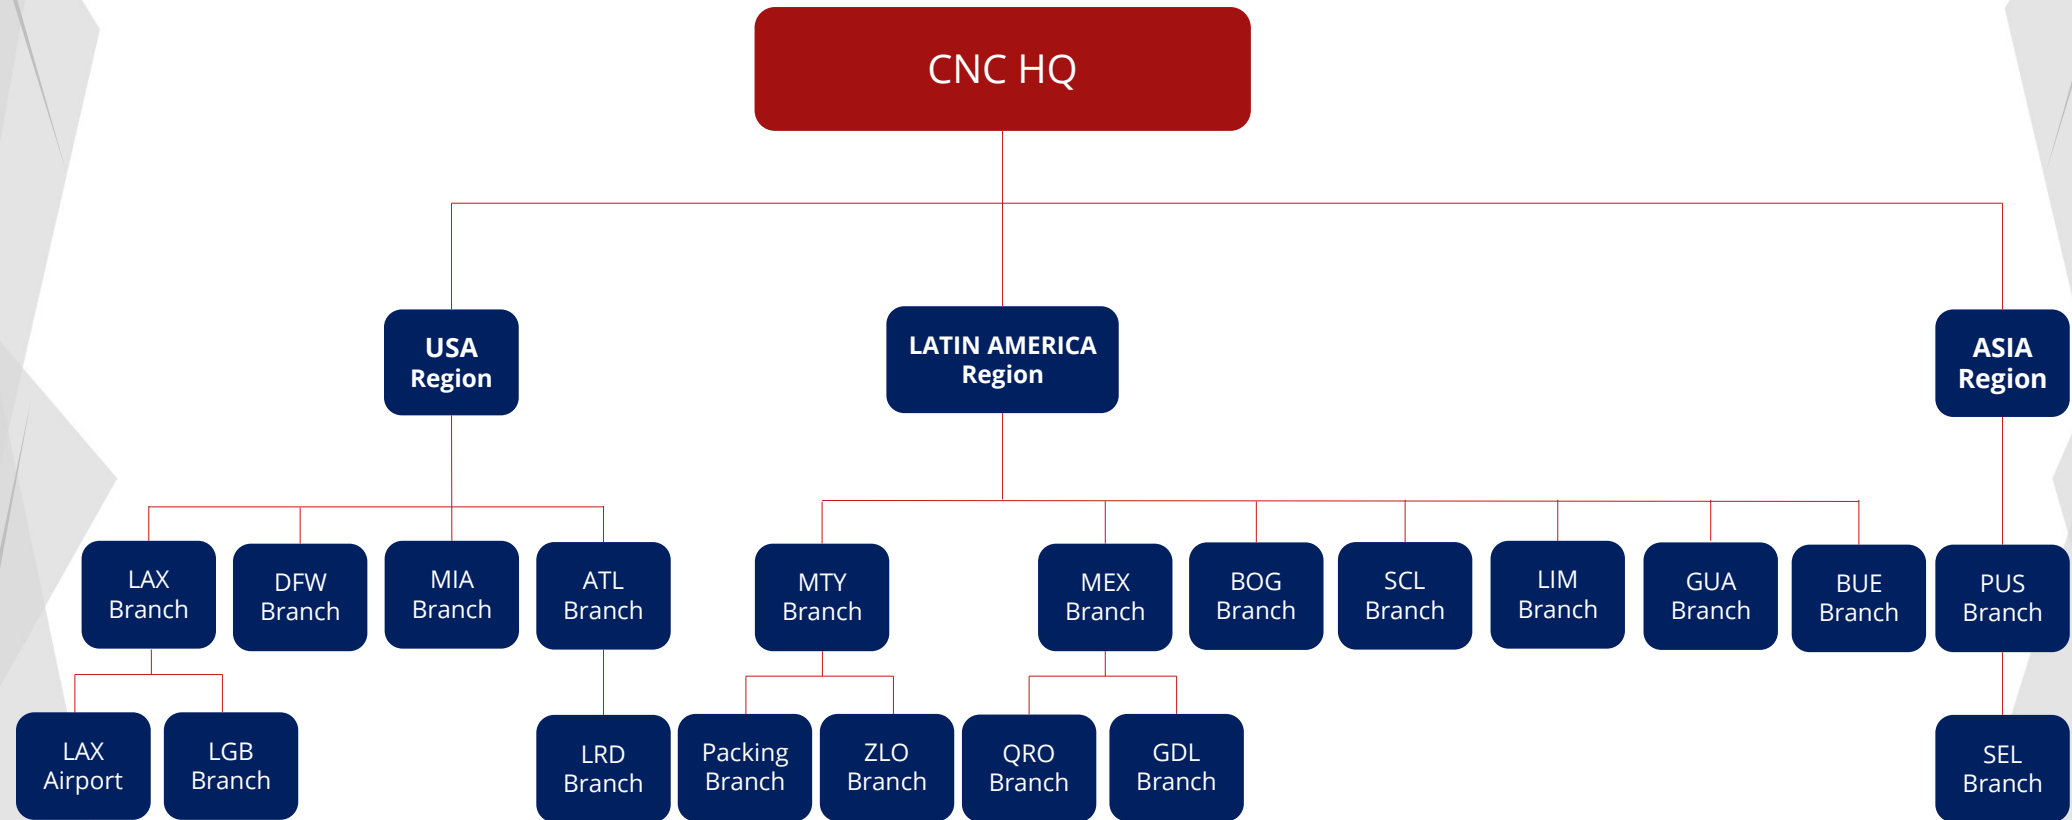 CNC HQ
USA
Region
LATIN AMERICA
Region
ASIA
Region
LAX
Branch
DFW
Branch
MIA
Branch
ATL
Branch
MTY
Branch
MEX
Branch
BOG
Branch
SCL
Branch
LIM
Branch
GUA
Branch
BUE
Branch
PUS
Branch
LAX
Airport
LGB
Branch
LRD
Branch
Packing
Branch
ZLO
Branch
QRO
Branch
GDL
Branch
SEL
Branch